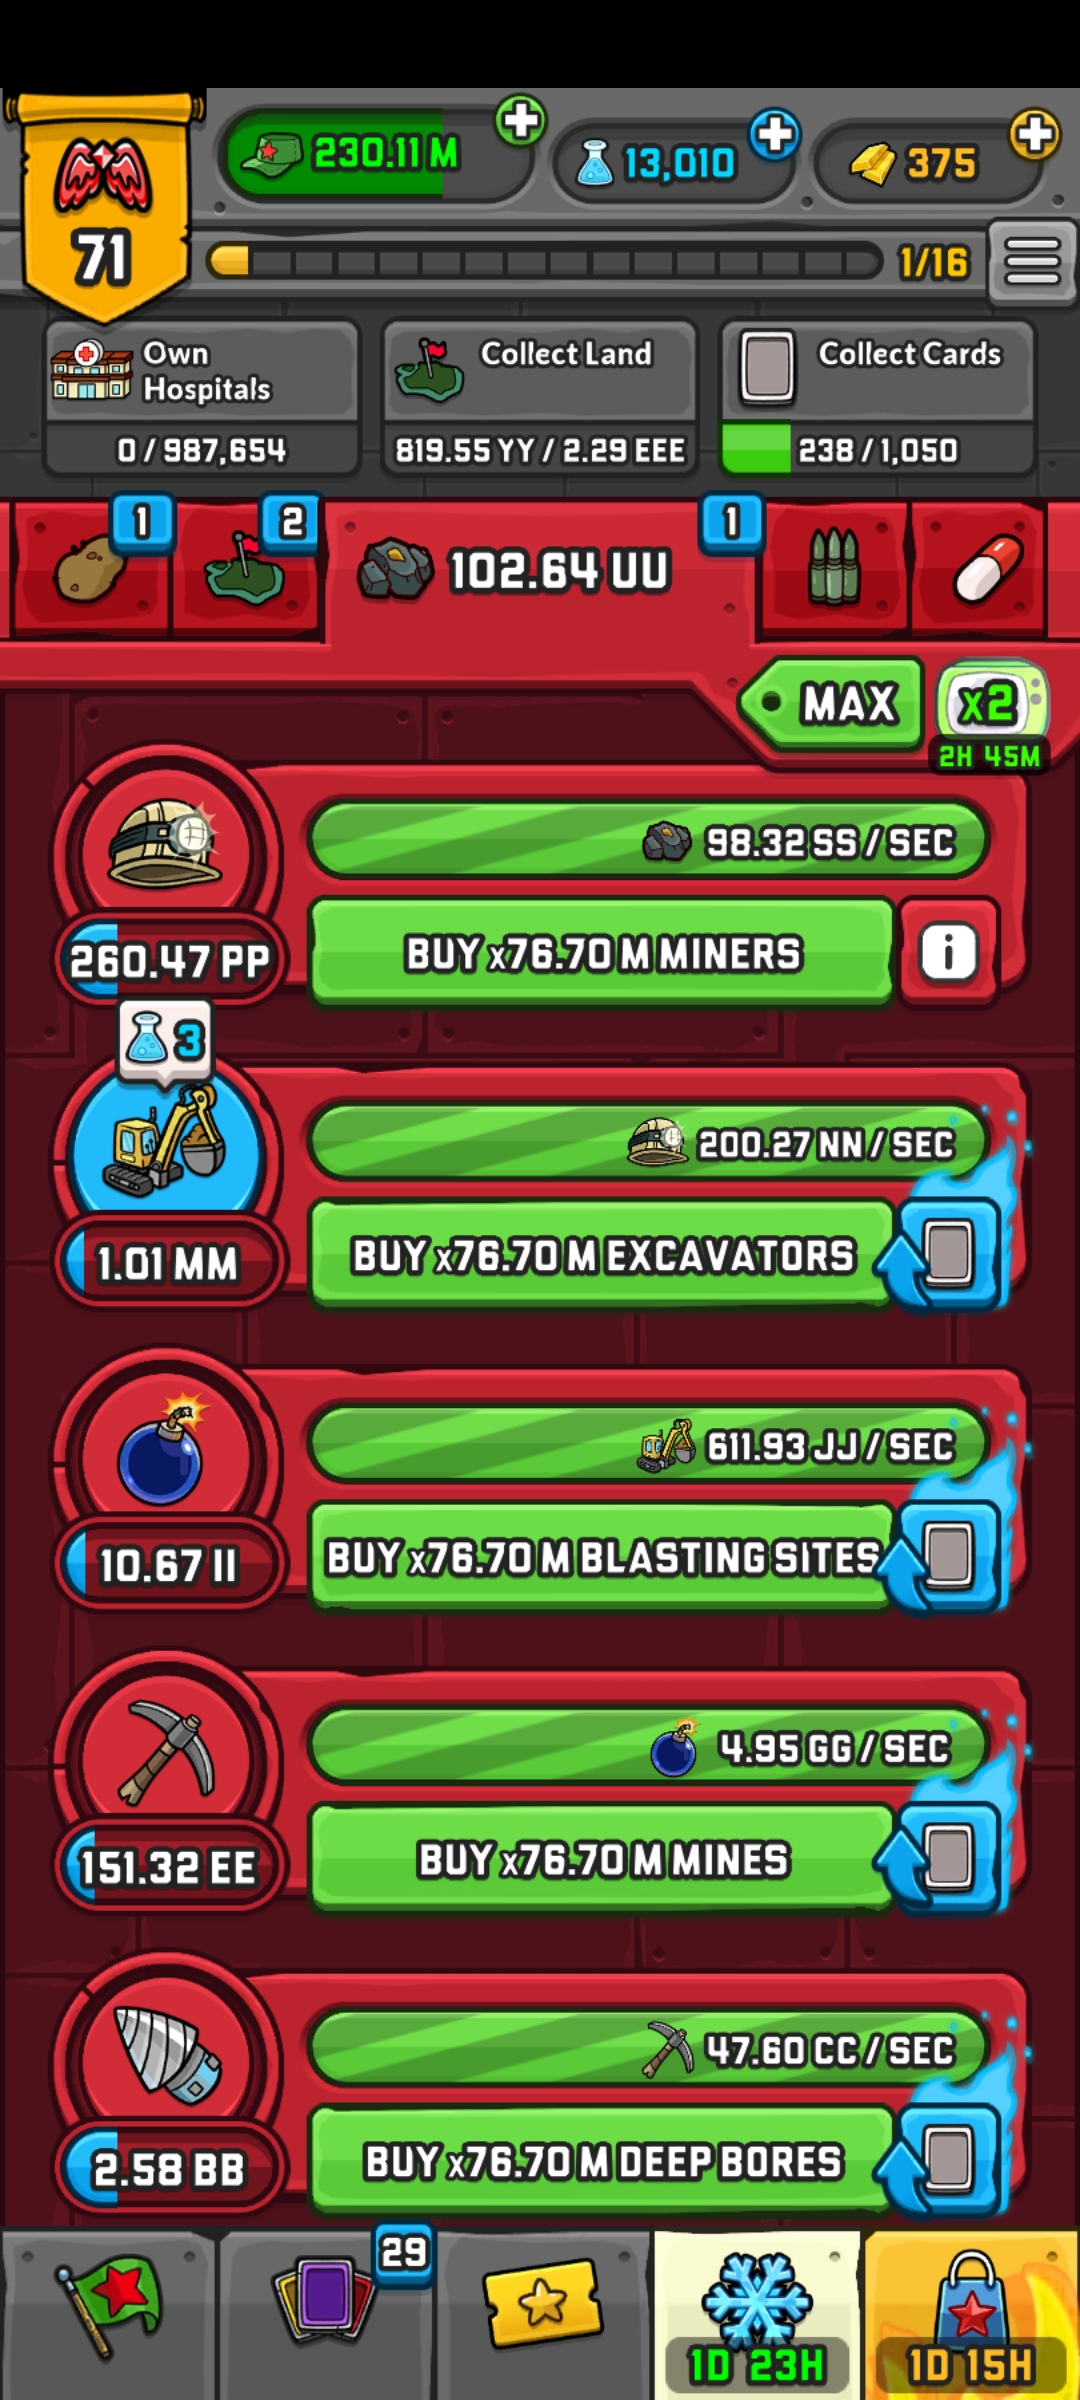 230.11 M
13,010
375
71
1/16
Own
Hospitals
0 / 987,654
Collect Land
819.55 YY / 2.29 EEE
Collect Cards
238 / 1,050
1
2
102.64 UU
1
MAX
x2
2H 45M
98.32 SS / SEC
260.47 PP
BUY x76.70 M MINERS
i
3
200.27 NN / SEC
1.01 MM
BUY x76.70 M EXCAVATORS
611.93 JJ / SEC
10.67 II
BUY x76.70 M BLASTING SITES
4.95 GG / SEC
151.32 EE
BUY x76.70 M MINES
47.60 CC / SEC
2.58 BB
BUY x76.70 M DEEP BORES
29
1D 23H
1D 15H